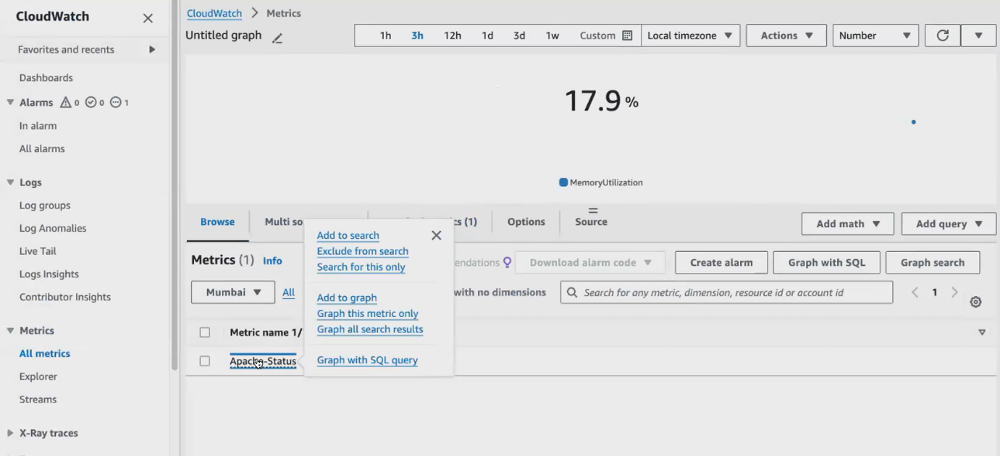 CloudWatch
Favorites and recents
Dashboards
Alarms 0 0 1
In alarm
All alarms
Logs
Log groups
Log Anomalies
Live Tail
Logs Insights
Contributor Insights
Metrics
All metrics
Explorer
Streams
X-Ray traces
CloudWatch Metrics
Untitled graph
1h 3h 12h 1d 3d 1w Custom Local timezone Actions Number
17.9 %
MemoryUtilization
Browse Multi so cs (1) Options Source Add math Add query
Metrics (1) Info endations Download alarm code Create alarm Graph with SQL Graph search
Mumbai All with no dimensions Search for any metric, dimension, resource id or account id 1
Metric name 1/
Apache-Status
Add to search
Exclude from search
Search for this only
Add to graph
Graph this metric only
Graph all search results
Graph with SQL query